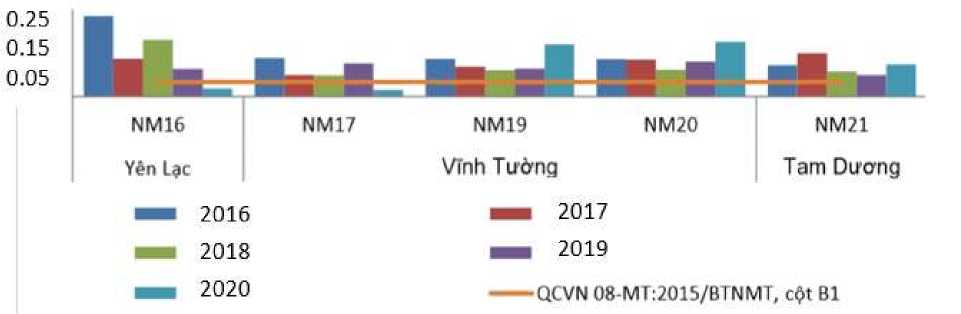 0.25
0.15
0.05
NM16 NM17 NM19 NM20 NM21
Yên Lạc Vĩnh Tường Tam Dương
2016 2017
2018 2019
2020 QCVN 08-MT:2015/BTNMT, cột B1